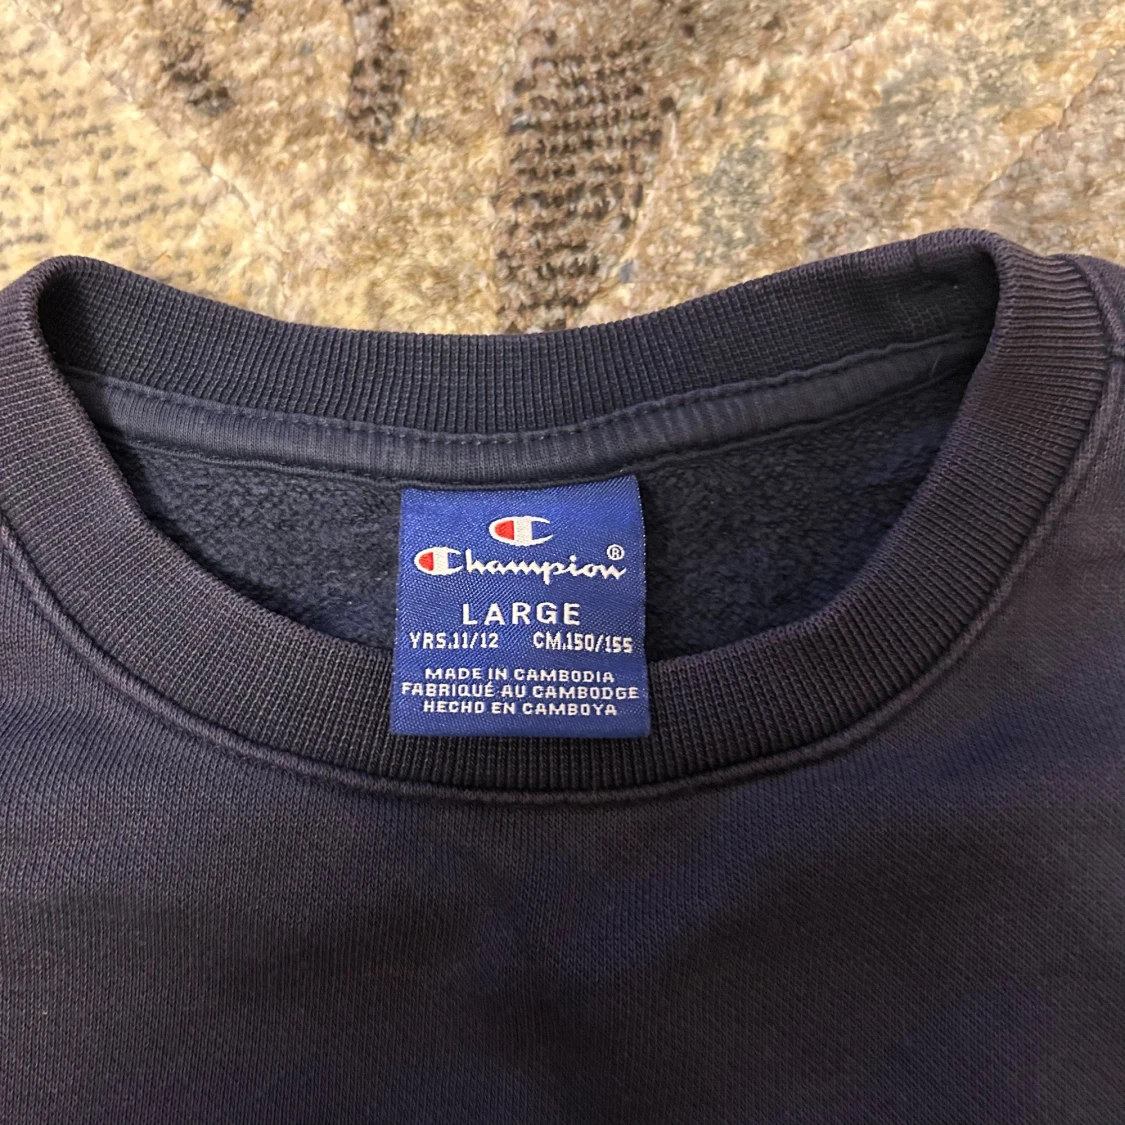 Champion®
LARGE
YRS.11/12 CM.150/155
MADE IN CAMBODIA
FABRIQUÉ AU CAMBODGE
HECHO EN CAMBOYA